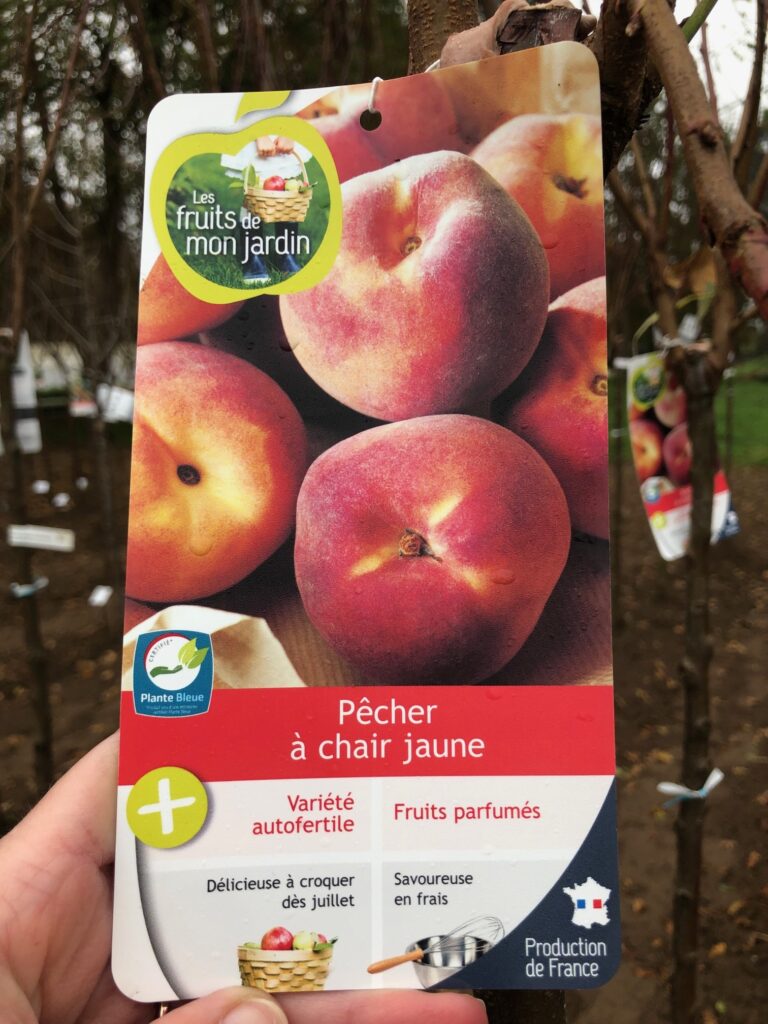 Les
fruits de
mon jardin
CERTIFIÉ
Plante Bleue
Pêcher
à chair jaune
Variété
autofertile
Fruits parfumés
Délicieuse à croquer
dès juillet
Savoureuse
en frais
Production
de France